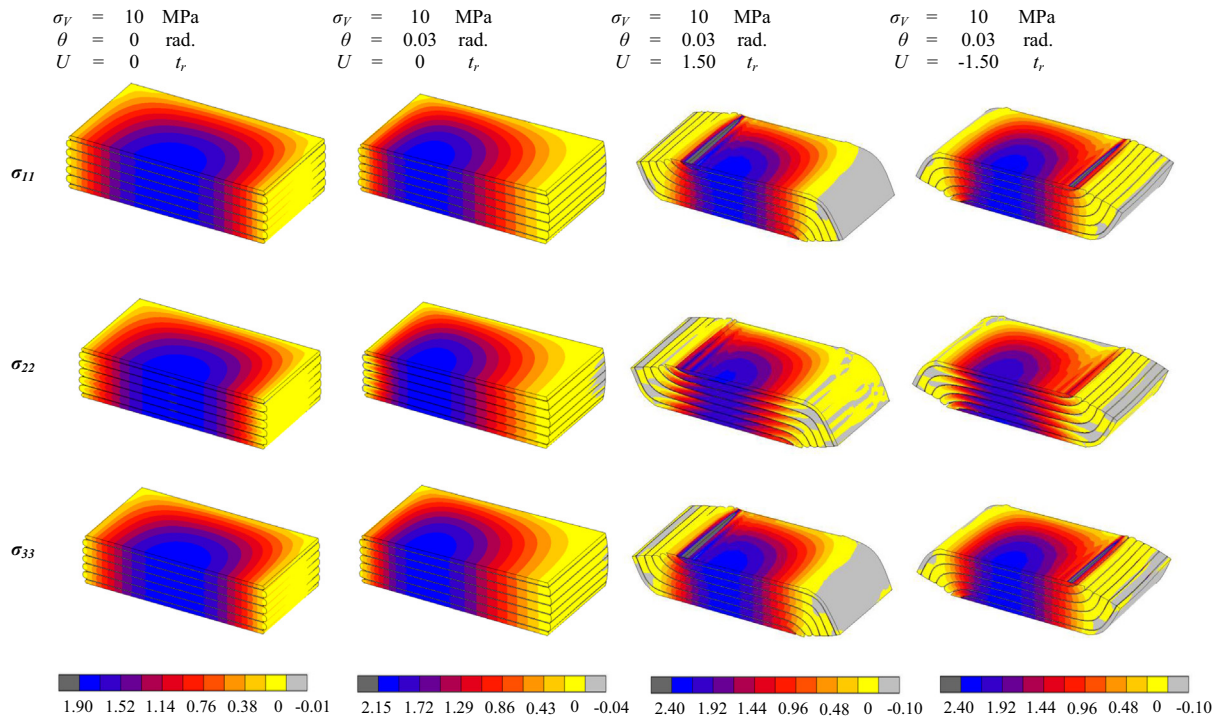 σV = 10 MPa σV = 10 MPa σV = 10 MPa σV = 10 MPa
θ = 0 rad. θ = 0.03 rad. θ = 0.03 rad. θ = 0.03 rad.
U = 0 tr U = 0 tr U = 1.50 tr U = -1.50 tr
σ11
σ22
σ33
1.90 1.52 1.14 0.76 0.38 0 -0.01 2.15 1.72 1.29 0.86 0.43 0 -0.04 2.40 1.92 1.44 0.96 0.48 0 -0.10 2.40 1.92 1.44 0.96 0.48 0 -0.10